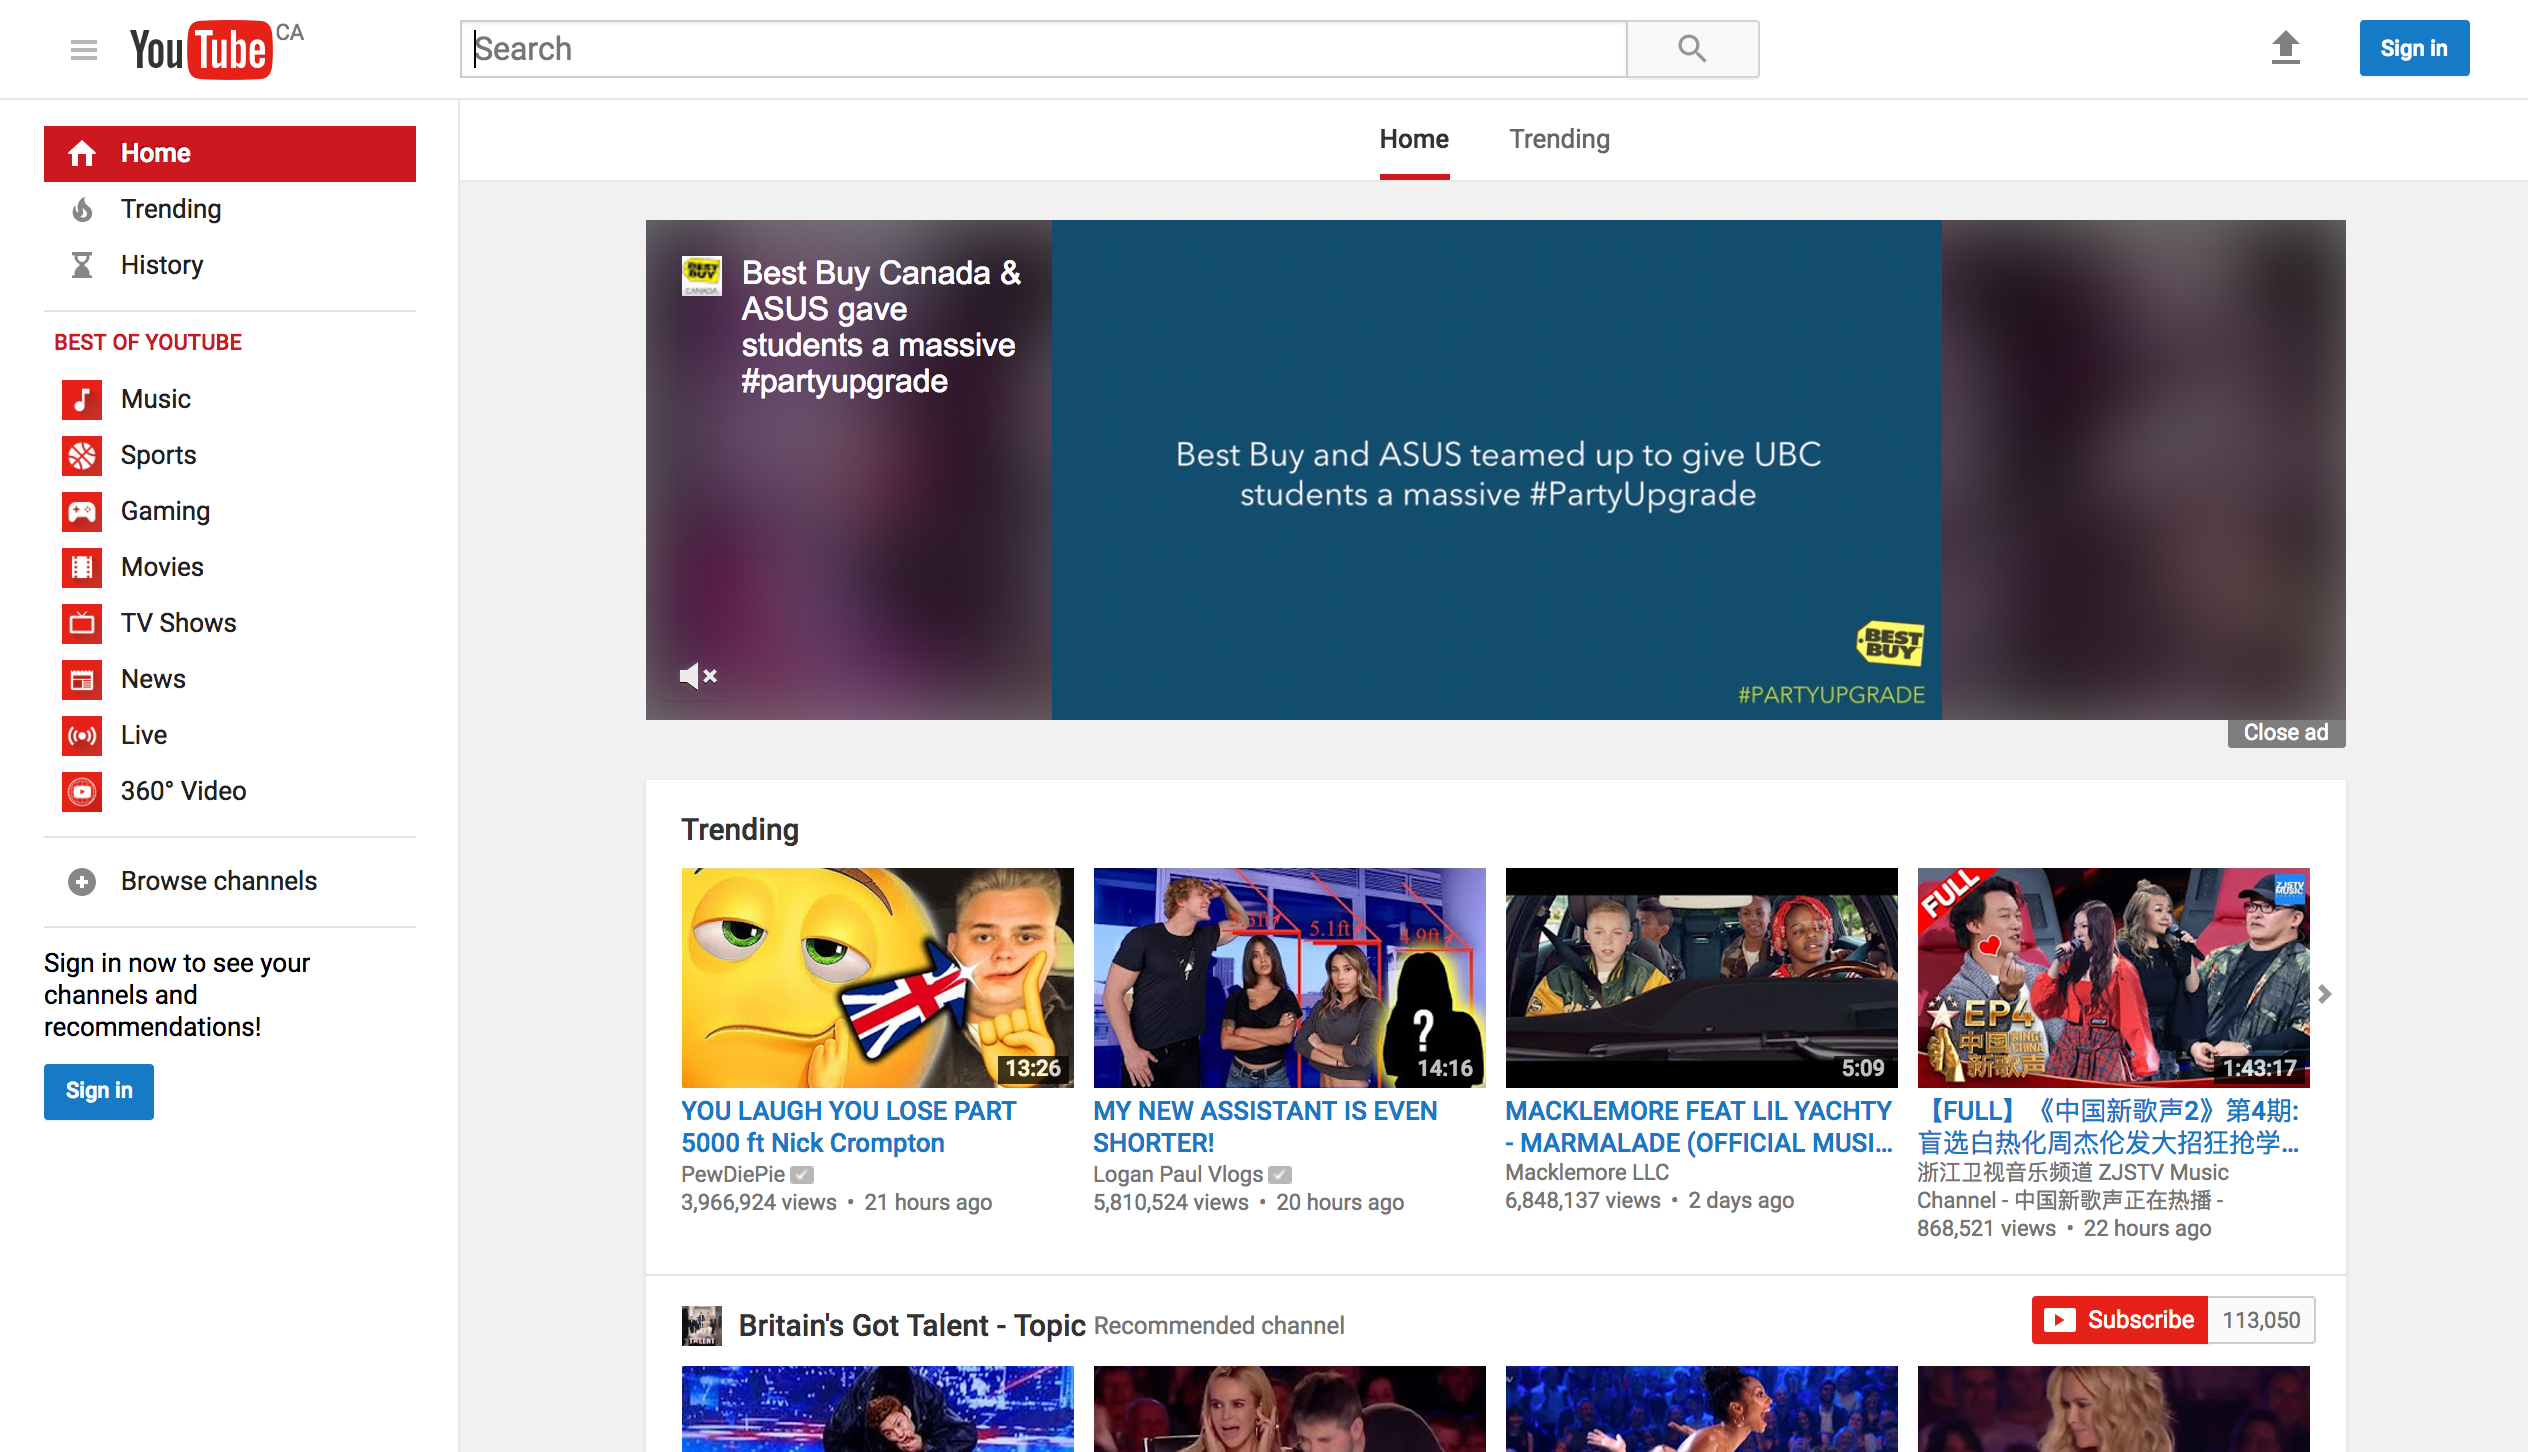 YouTube CA
Search
Sign in
Home
Trending
History
BEST OF YOUTUBE
Music
Sports
Gaming
Movies
TV Shows
News
Live
360° Video
Browse channels
Sign in now to see your
channels and
recommendations!
Sign in
Home Trending
BEST BUY CANADA
Best Buy Canada &
ASUS gave
students a massive
#partyupgrade
Best Buy and ASUS teamed up to give UBC
students a massive #PartyUpgrade
BEST BUY
#PARTYUPGRADE
Close ad
Trending
13:26
YOU LAUGH YOU LOSE PART
5000 ft Nick Crompton
PewDiePie
3,966,924 views • 21 hours ago
5.1ft
4.9ft
?
14:16
MY NEW ASSISTANT IS EVEN
SHORTER!
Logan Paul Vlogs
5,810,524 views • 20 hours ago
5:09
MACKLEMORE FEAT LIL YACHTY
- MARMALADE (OFFICIAL MUSI...
Macklemore LLC
6,848,137 views • 2 days ago
FULL
ZJSTV MUSIC
EP4
中国 SING! CHINA
新歌声
1:43:17
【FULL】《中国新歌声2》第4期:
盲选白热化周杰伦发大招狂抢学...
浙江卫视音乐频道 ZJSTV Music
Channel - 中国新歌声正在热播 -
868,521 views • 22 hours ago
Britain's Got Talent - Topic Recommended channel
Subscribe 113,050